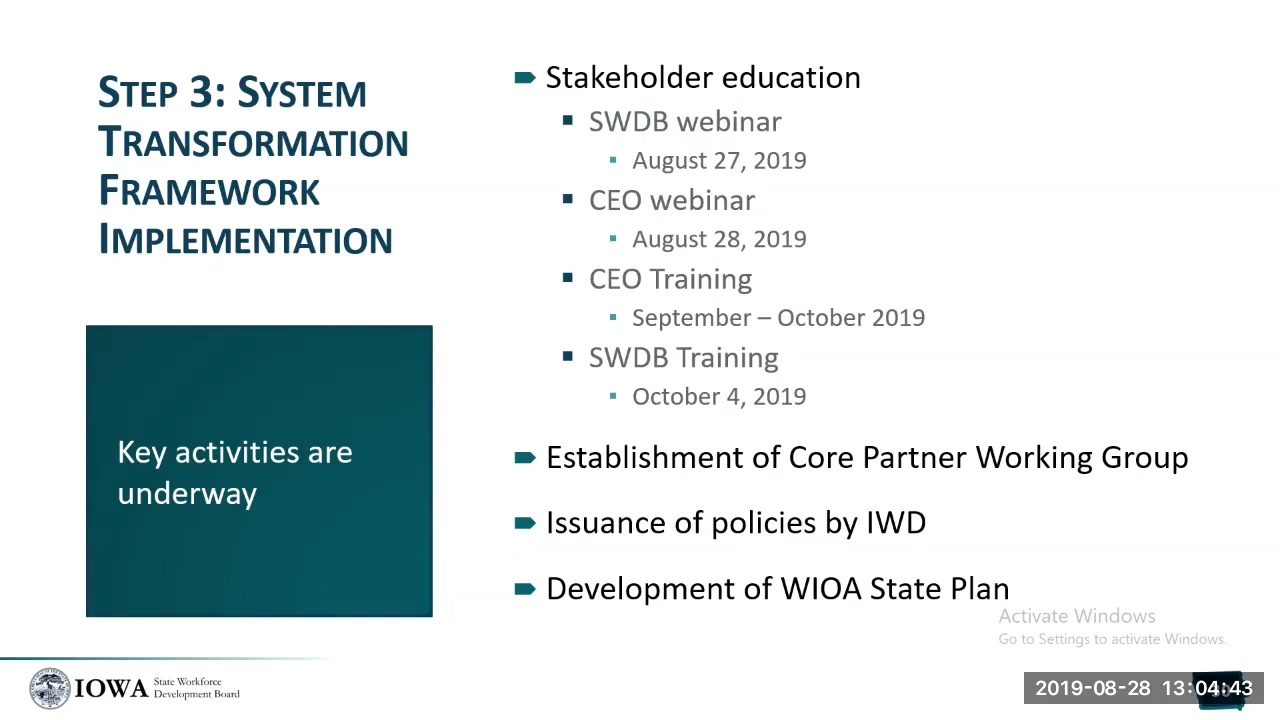 STEP 3: SYSTEM
TRANSFORMATION
FRAMEWORK
IMPLEMENTATION
Key activities are
underway
Stakeholder education
SWDB webinar
August 27, 2019
CEO webinar
August 28, 2019
CEO Training
September – October 2019
SWDB Training
October 4, 2019
Establishment of Core Partner Working Group
Issuance of policies by IWD
Development of WIOA State Plan
Activate Windows
Go to Settings to activate Windows.
IOWA State Workforce
Development Board
2019-08-28 13:04:43